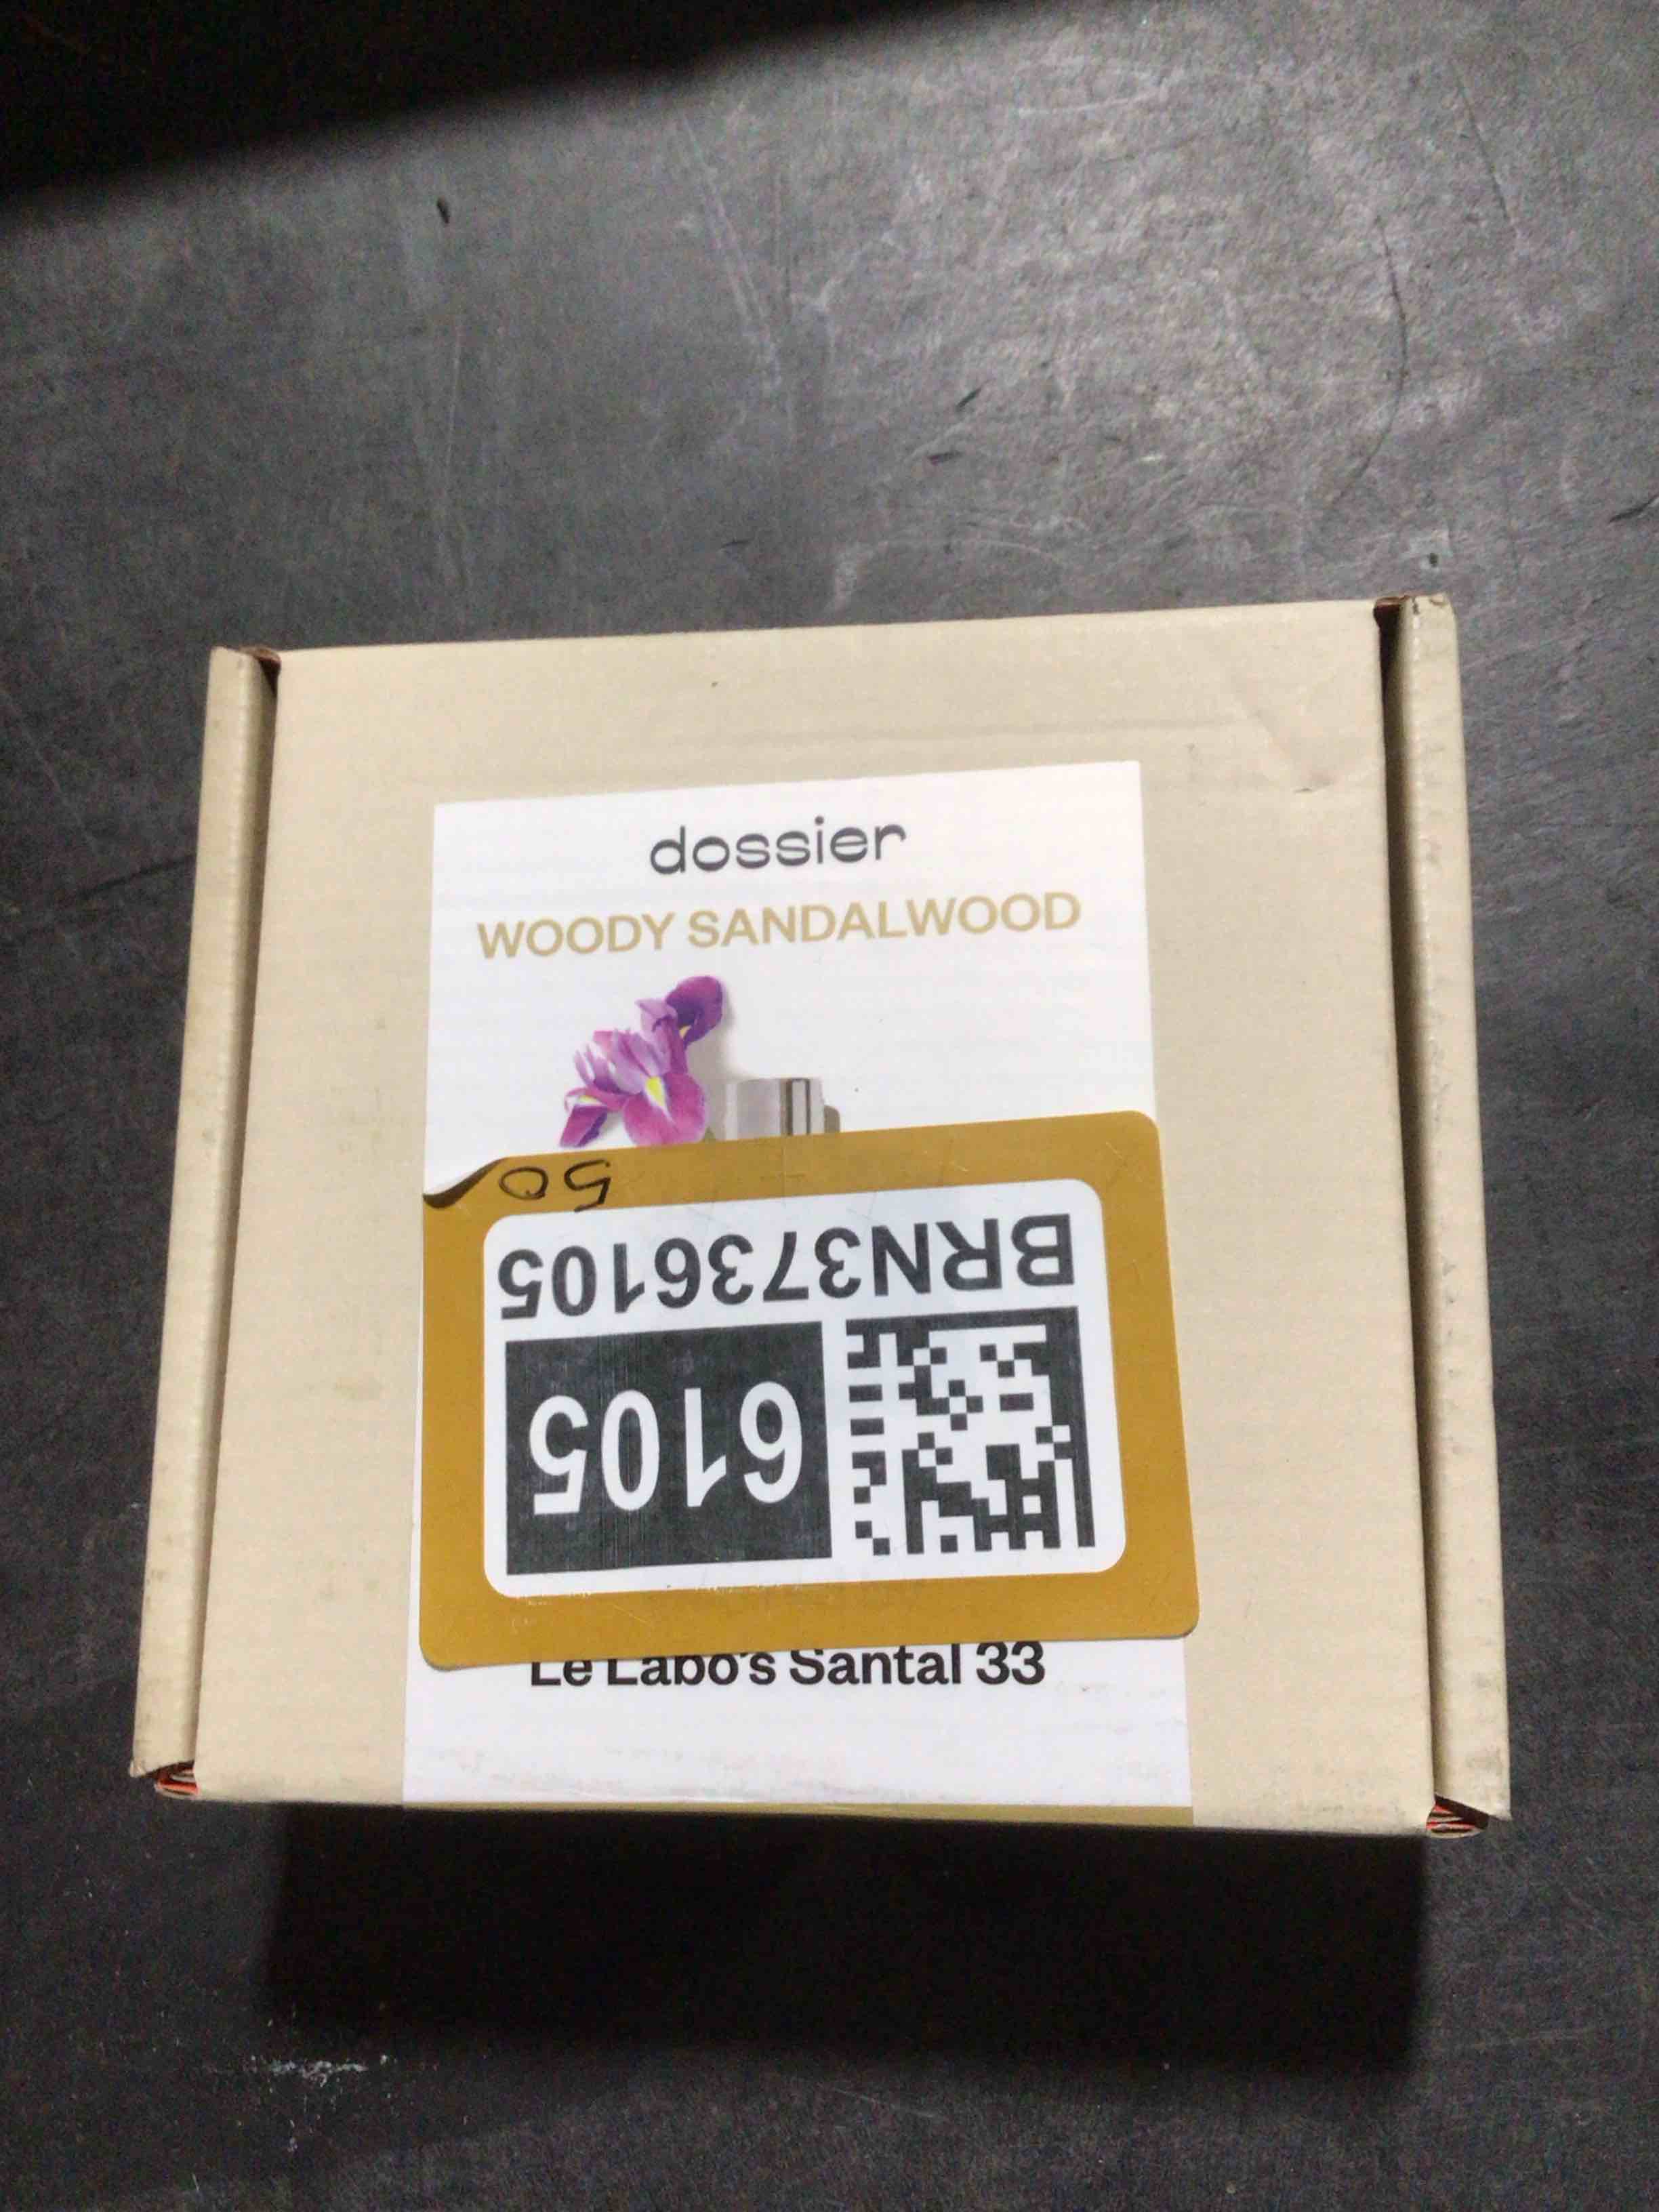 dossier
WOODY SANDALWOOD
50
BRN3736105
6105
Le Labo's Santal 33